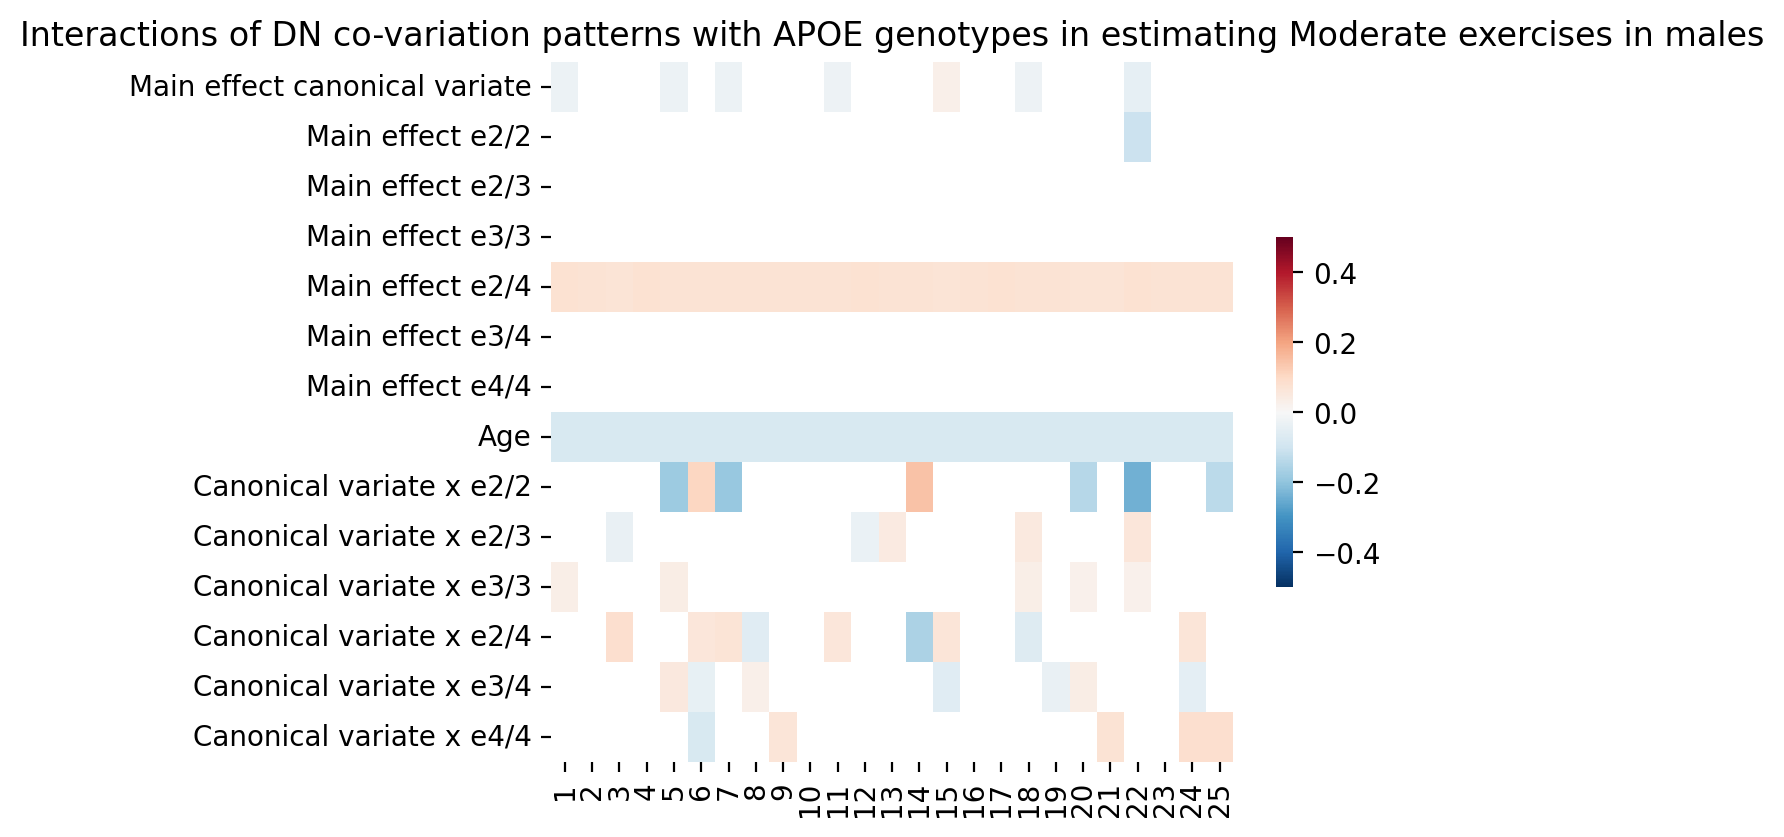 Interactions of DN co-variation patterns with APOE genotypes in estimating Moderate exercises in males
Main effect canonical variate
Main effect e2/2
Main effect e2/3
Main effect e3/3
Main effect e2/4
Main effect e3/4
Main effect e4/4
Age
Canonical variate x e2/2
Canonical variate x e2/3
Canonical variate x e3/3
Canonical variate x e2/4
Canonical variate x e3/4
Canonical variate x e4/4
1 2 3 4 5 6 7 8 9 10 11 12 13 14 15 16 17 18 19 20 21 22 23 24 25
0.4
0.2
0.0
−0.2
−0.4